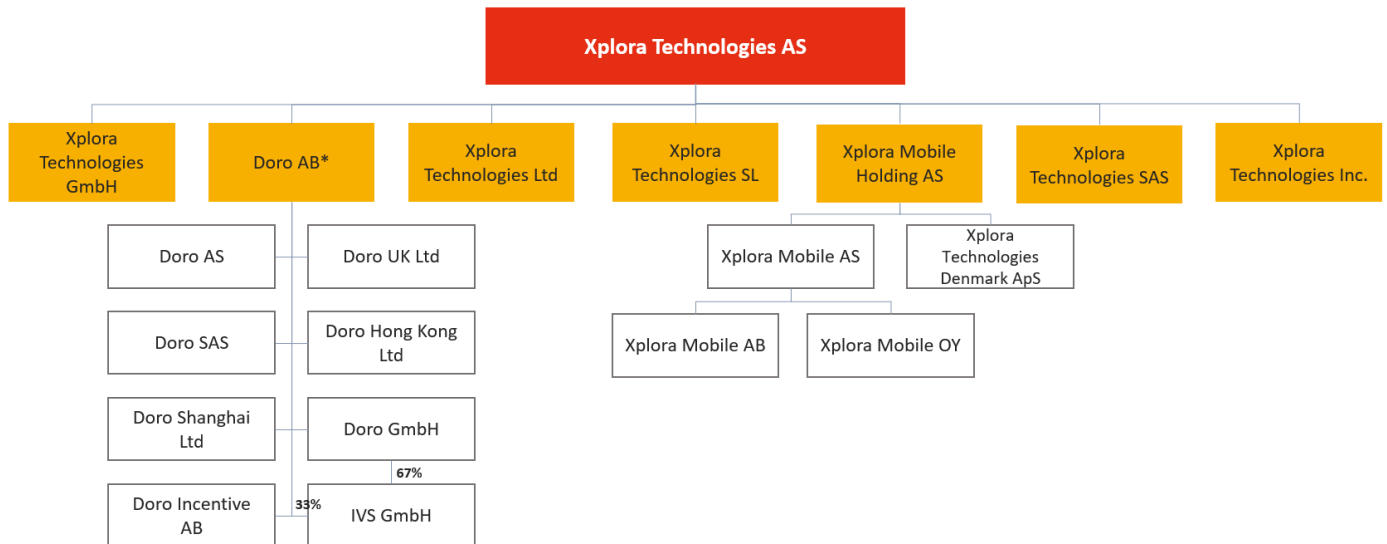 Xplora Technologies AS
Xplora
Technologies
GmbH
Doro AB*
Xplora
Technologies Ltd
Xplora
Technologies SL
Xplora Mobile
Holding AS
Xplora
Technologies SAS
Xplora
Technologies Inc.
Doro AS
Doro UK Ltd
Xplora Mobile AS
Xplora
Technologies
Denmark ApS
Doro SAS
Doro Hong Kong
Ltd
Xplora Mobile AB
Xplora Mobile OY
Doro Shanghai
Ltd
Doro GmbH
67%
Doro Incentive
AB
33%
IVS GmbH